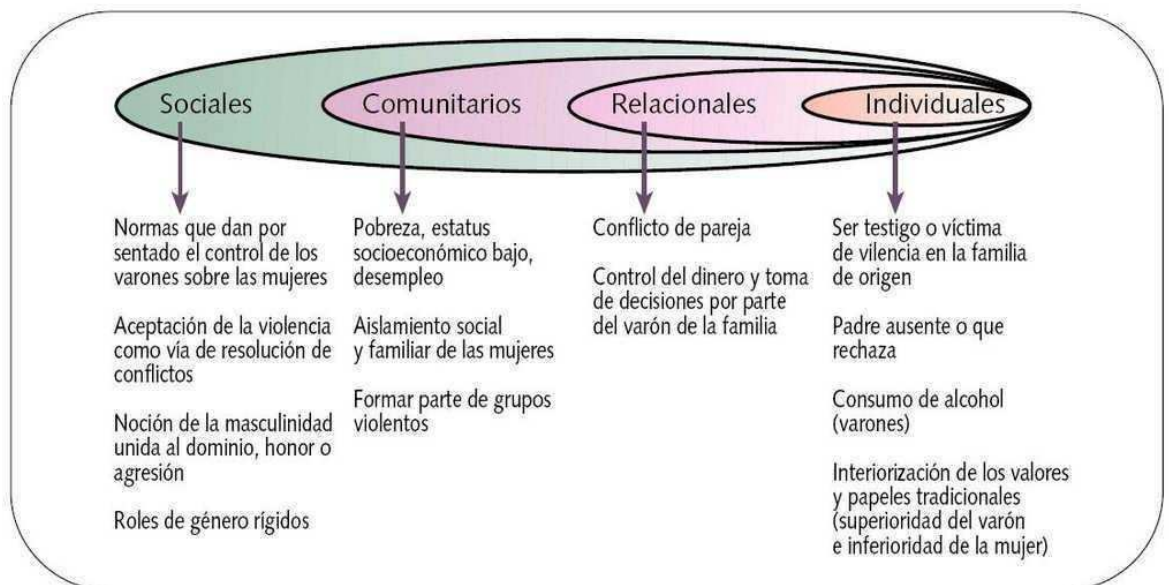 Sociales
Comunitarios
Relacionales
Individuales
Normas que dan por
sentado el control de los
varones sobre las mujeres
Aceptación de la violencia
como vía de resolución de
conflictos
Noción de la masculinidad
unida al dominio, honor o
agresión
Roles de género rígidos
Pobreza, estatus
socioeconómico bajo,
desempleo
Aislamiento social
y familiar de las mujeres
Formar parte de grupos
violentos
Conflicto de pareja
Control del dinero y toma
de decisiones por parte
del varón de la familia
Ser testigo o víctima
de vilencia en la familia
de origen
Padre ausente o que
rechaza
Consumo de alcohol
(varones)
Interiorización de los valores
y papeles tradicionales
(superioridad del varón
e inferioridad de la mujer)